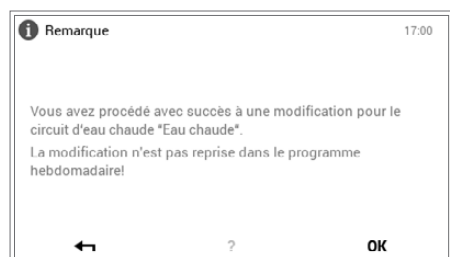 Remarque
17:00
Vous avez procédé avec succès à une modification pour le
circuit d'eau chaude "Eau chaude".
La modification n'est pas reprise dans le programme
hebdomadaire!
?
OK